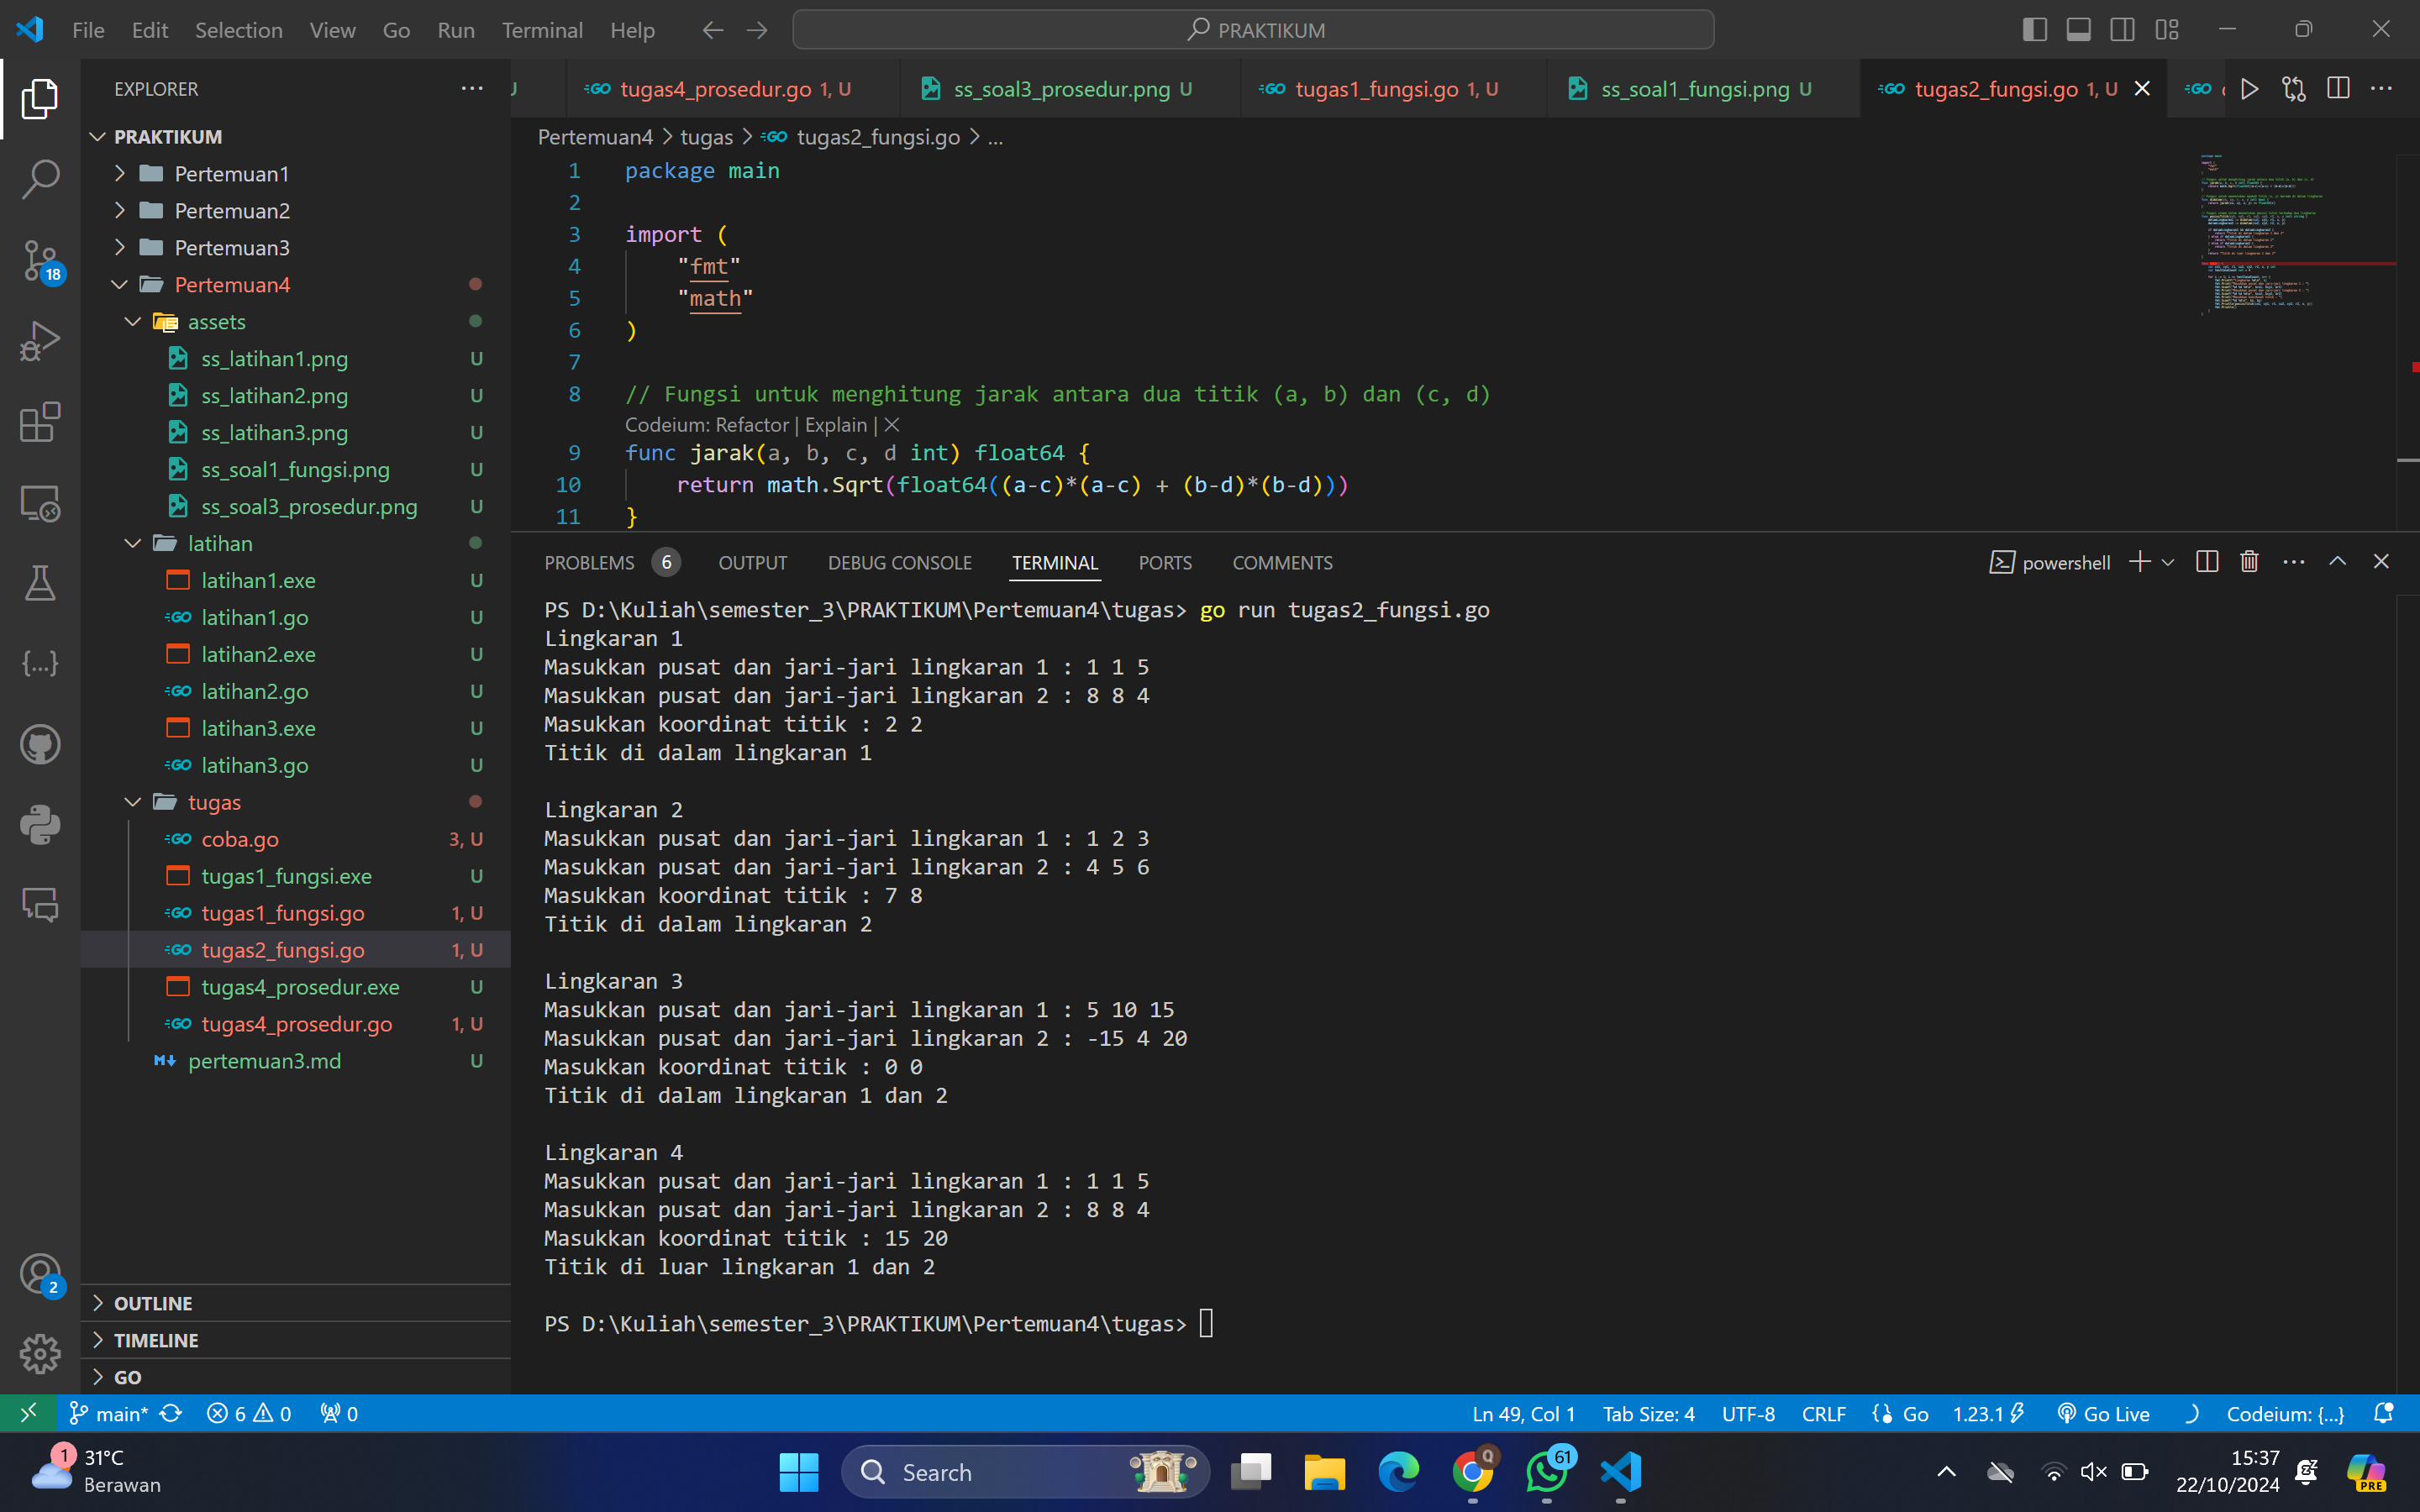 File Edit Selection View Go Run Terminal Help PRAKTIKUM
EXPLORER
PRAKTIKUM
Pertemuan1
Pertemuan2
Pertemuan3
Pertemuan4
assets
ss_latihan1.png U
ss_latihan2.png U
ss_latihan3.png U
ss_soal1_fungsi.png U
ss_soal3_prosedur.png U
latihan
latihan1.exe U
latihan1.go U
latihan2.exe U
latihan2.go U
latihan3.exe U
latihan3.go U
tugas
coba.go 3, U
tugas1_fungsi.exe U
tugas1_fungsi.go 1, U
tugas2_fungsi.go 1, U
tugas4_prosedur.exe U
tugas4_prosedur.go 1, U
pertemuan3.md U
OUTLINE
TIMELINE
GO
18
2
U tugas4_prosedur.go 1, U ss_soal3_prosedur.png U tugas1_fungsi.go 1, U ss_soal1_fungsi.png U tugas2_fungsi.go 1, U
Pertemuan4 > tugas > tugas2_fungsi.go > ...
1 package main
2
3 import (
4 "fmt"
5 "math"
6 )
7
8 // Fungsi untuk menghitung jarak antara dua titik (a, b) dan (c, d)
Codeium: Refactor | Explain | X
9 func jarak(a, b, c, d int) float64 {
10 return math.Sqrt(float64((a-c)*(a-c) + (b-d)*(b-d)))
11 }
PROBLEMS 6 OUTPUT DEBUG CONSOLE TERMINAL PORTS COMMENTS powershell
PS D:\Kuliah\semester_3\PRAKTIKUM\Pertemuan4\tugas> go run tugas2_fungsi.go
Lingkaran 1
Masukkan pusat dan jari-jari lingkaran 1 : 1 1 5
Masukkan pusat dan jari-jari lingkaran 2 : 8 8 4
Masukkan koordinat titik : 2 2
Titik di dalam lingkaran 1

Lingkaran 2
Masukkan pusat dan jari-jari lingkaran 1 : 1 2 3
Masukkan pusat dan jari-jari lingkaran 2 : 4 5 6
Masukkan koordinat titik : 7 8
Titik di dalam lingkaran 2

Lingkaran 3
Masukkan pusat dan jari-jari lingkaran 1 : 5 10 15
Masukkan pusat dan jari-jari lingkaran 2 : -15 4 20
Masukkan koordinat titik : 0 0
Titik di dalam lingkaran 1 dan 2

Lingkaran 4
Masukkan pusat dan jari-jari lingkaran 1 : 1 1 5
Masukkan pusat dan jari-jari lingkaran 2 : 8 8 4
Masukkan koordinat titik : 15 20
Titik di luar lingkaran 1 dan 2

PS D:\Kuliah\semester_3\PRAKTIKUM\Pertemuan4\tugas>
main* 6 0 0 Ln 49, Col 1 Tab Size: 4 UTF-8 CRLF Go 1.23.1 Go Live Codeium: {...}
1 31°C
Berawan
Search
Q
61
15:37
22/10/2024
PRE